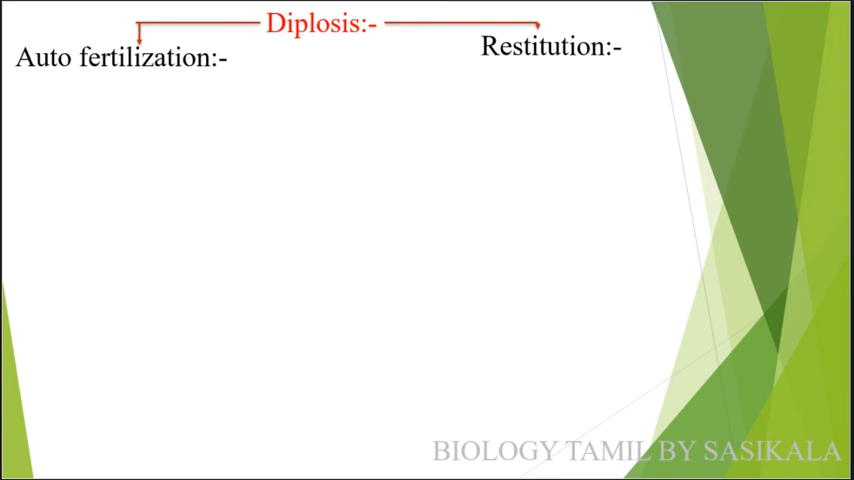 Diplosis:-
Auto fertilization:-
Restitution:-
BIOLOGY TAMIL BY SASIKALA